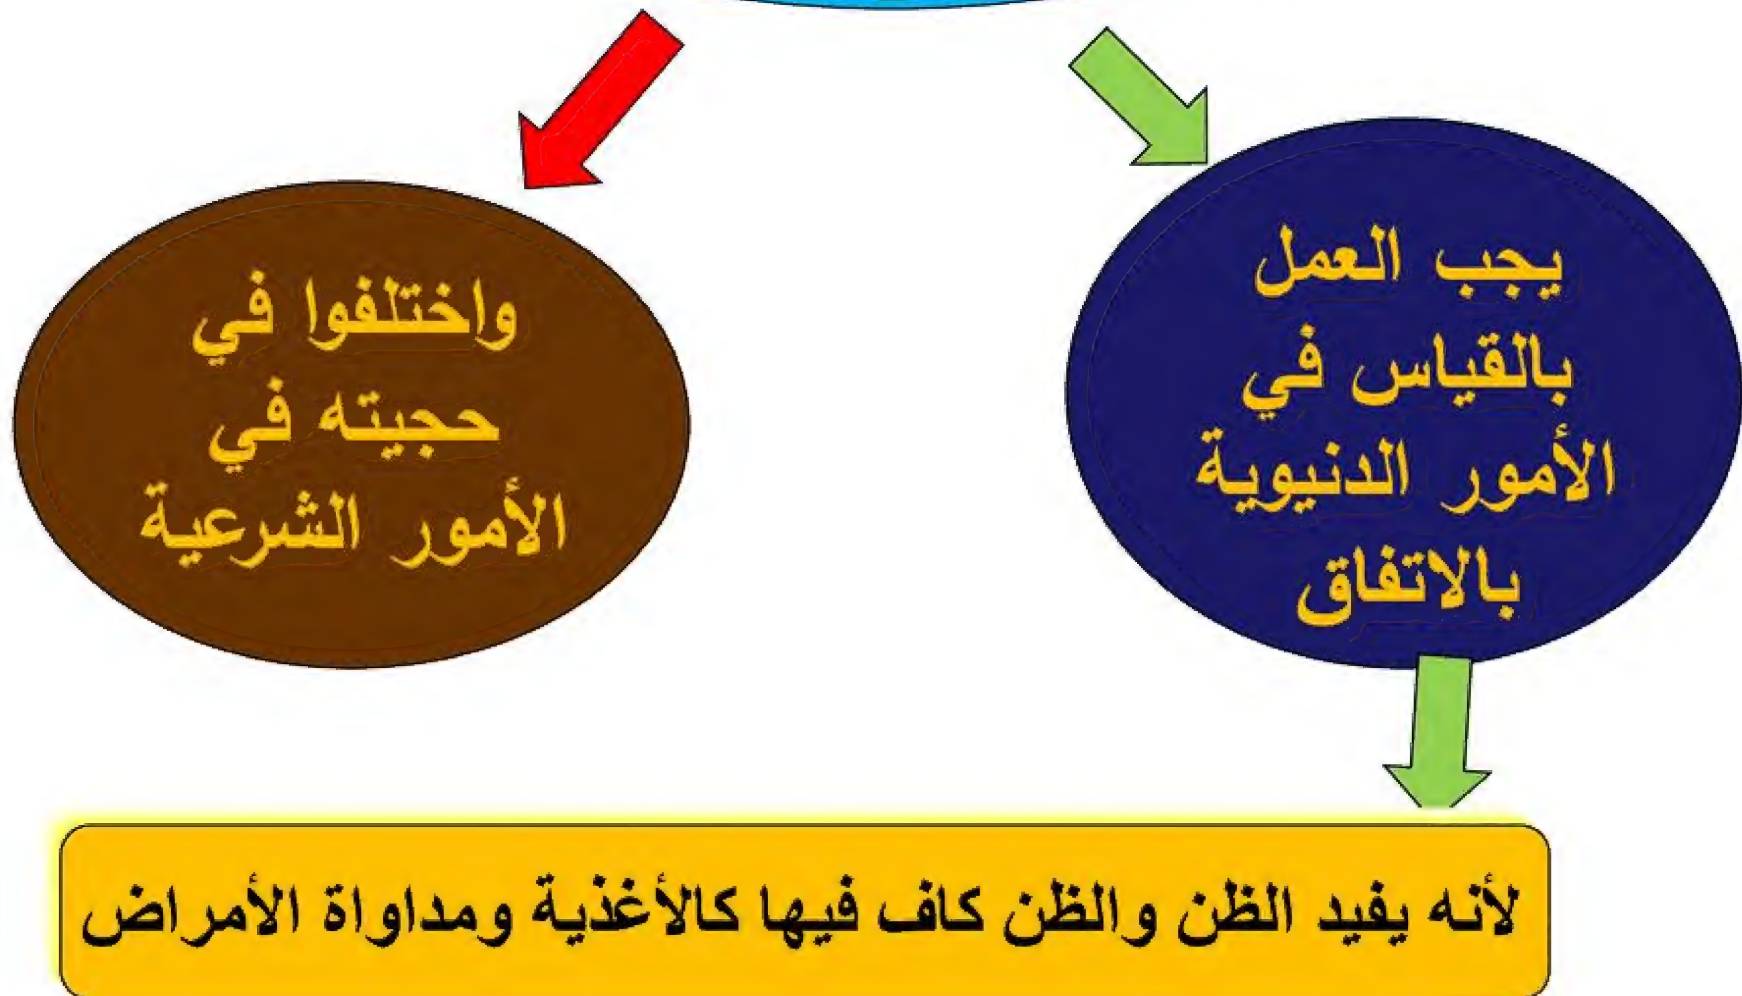 يجب العمل
بالقياس في
الأمور الدنيوية
بالاتفاق
واختلفوا في
حجيته في
الأمور الشرعية
لأنه يفيد الظن والظن كاف فيها كالأغذية ومداواة الأمراض